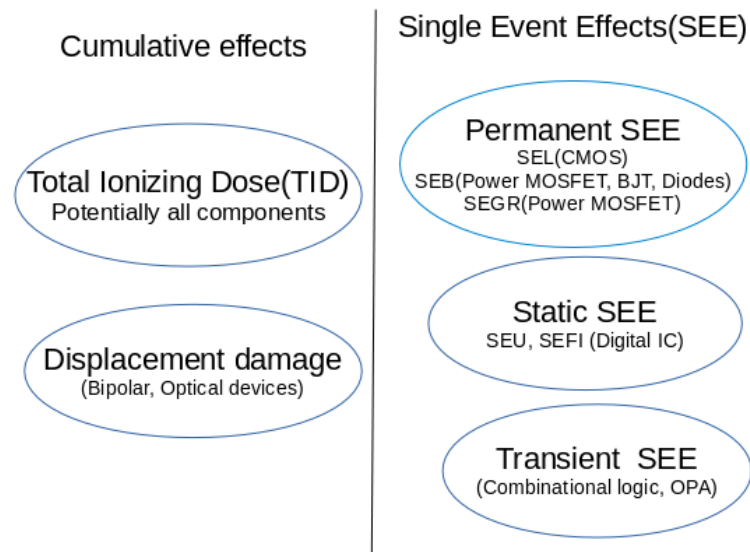 Cumulative effects
Total Ionizing Dose(TID)
Potentially all components
Displacement damage
(Bipolar, Optical devices)
Single Event Effects(SEE)
Permanent SEE
SEL(CMOS)
SEB(Power MOSFET, BJT, Diodes)
SEGR(Power MOSFET)
Static SEE
SEU, SEFI (Digital IC)
Transient SEE
(Combinational logic, OPA)